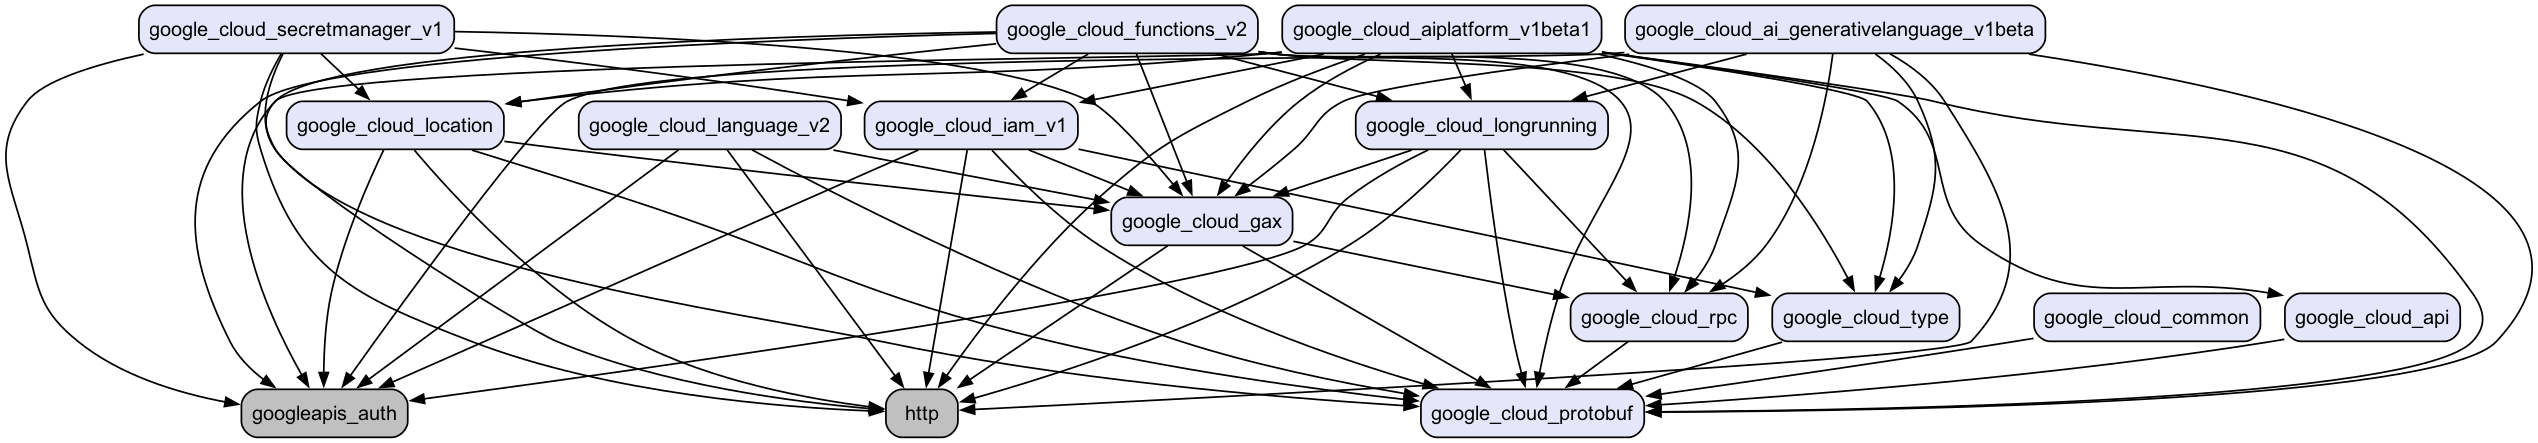 google_cloud_secretmanager_v1
google_cloud_functions_v2
google_cloud_aiplatform_v1beta1
google_cloud_ai_generativelanguage_v1beta
google_cloud_location
google_cloud_language_v2
google_cloud_iam_v1
google_cloud_longrunning
google_cloud_gax
google_cloud_rpc
google_cloud_type
google_cloud_common
google_cloud_api
googleapis_auth
http
google_cloud_protobuf